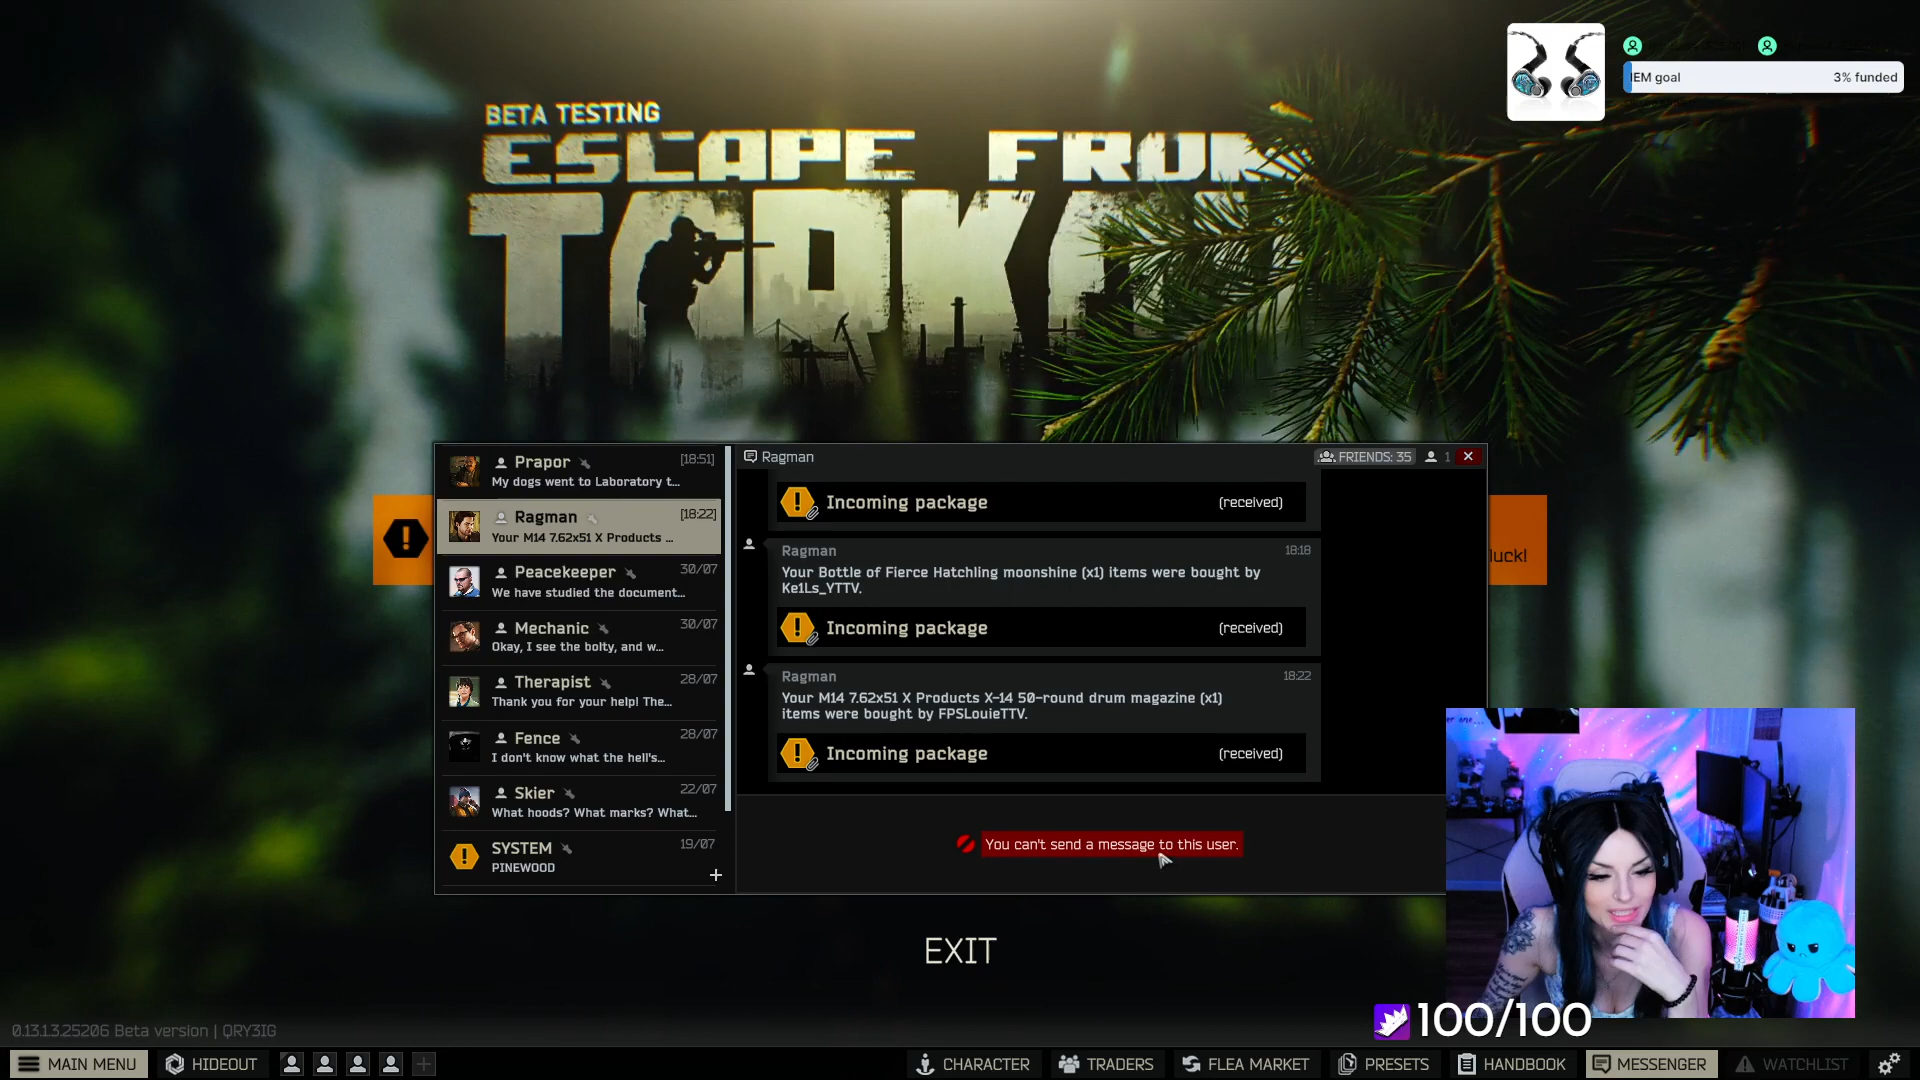 IEM goal
3% funded
BETA TESTING
ESCAPE FROM
Prapor
[18:51]
My dogs went to Laboratory t...
Ragman
[18:22]
Your M14 7.62x51 X Products ...
Peacekeeper
30/07
We have studied the document...
Mechanic
30/07
Okay, I see the bolty, and w...
Therapist
28/07
Thank you for your help! The...
Fence
28/07
I don't know what the hell's...
Skier
22/07
What hoods? What marks? What...
SYSTEM
19/07
PINEWOOD
Ragman
FRIENDS: 35
1
Incoming package
(received)
Ragman
18:18
Your Bottle of Fierce Hatchling moonshine (x1) items were bought by
Ke1Ls_YTTV.
Incoming package
(received)
Ragman
18:22
Your M14 7.62x51 X Products X-14 50-round drum magazine (x1)
items were bought by FPSLouieTTV.
Incoming package
(received)
You can't send a message to this user.
luck!
EXIT
100/100
0.13.1.3.25206 Beta version | QRY3IG
MAIN MENU
HIDEOUT
CHARACTER
TRADERS
FLEA MARKET
PRESETS
HANDBOOK
MESSENGER
WATCHLIST